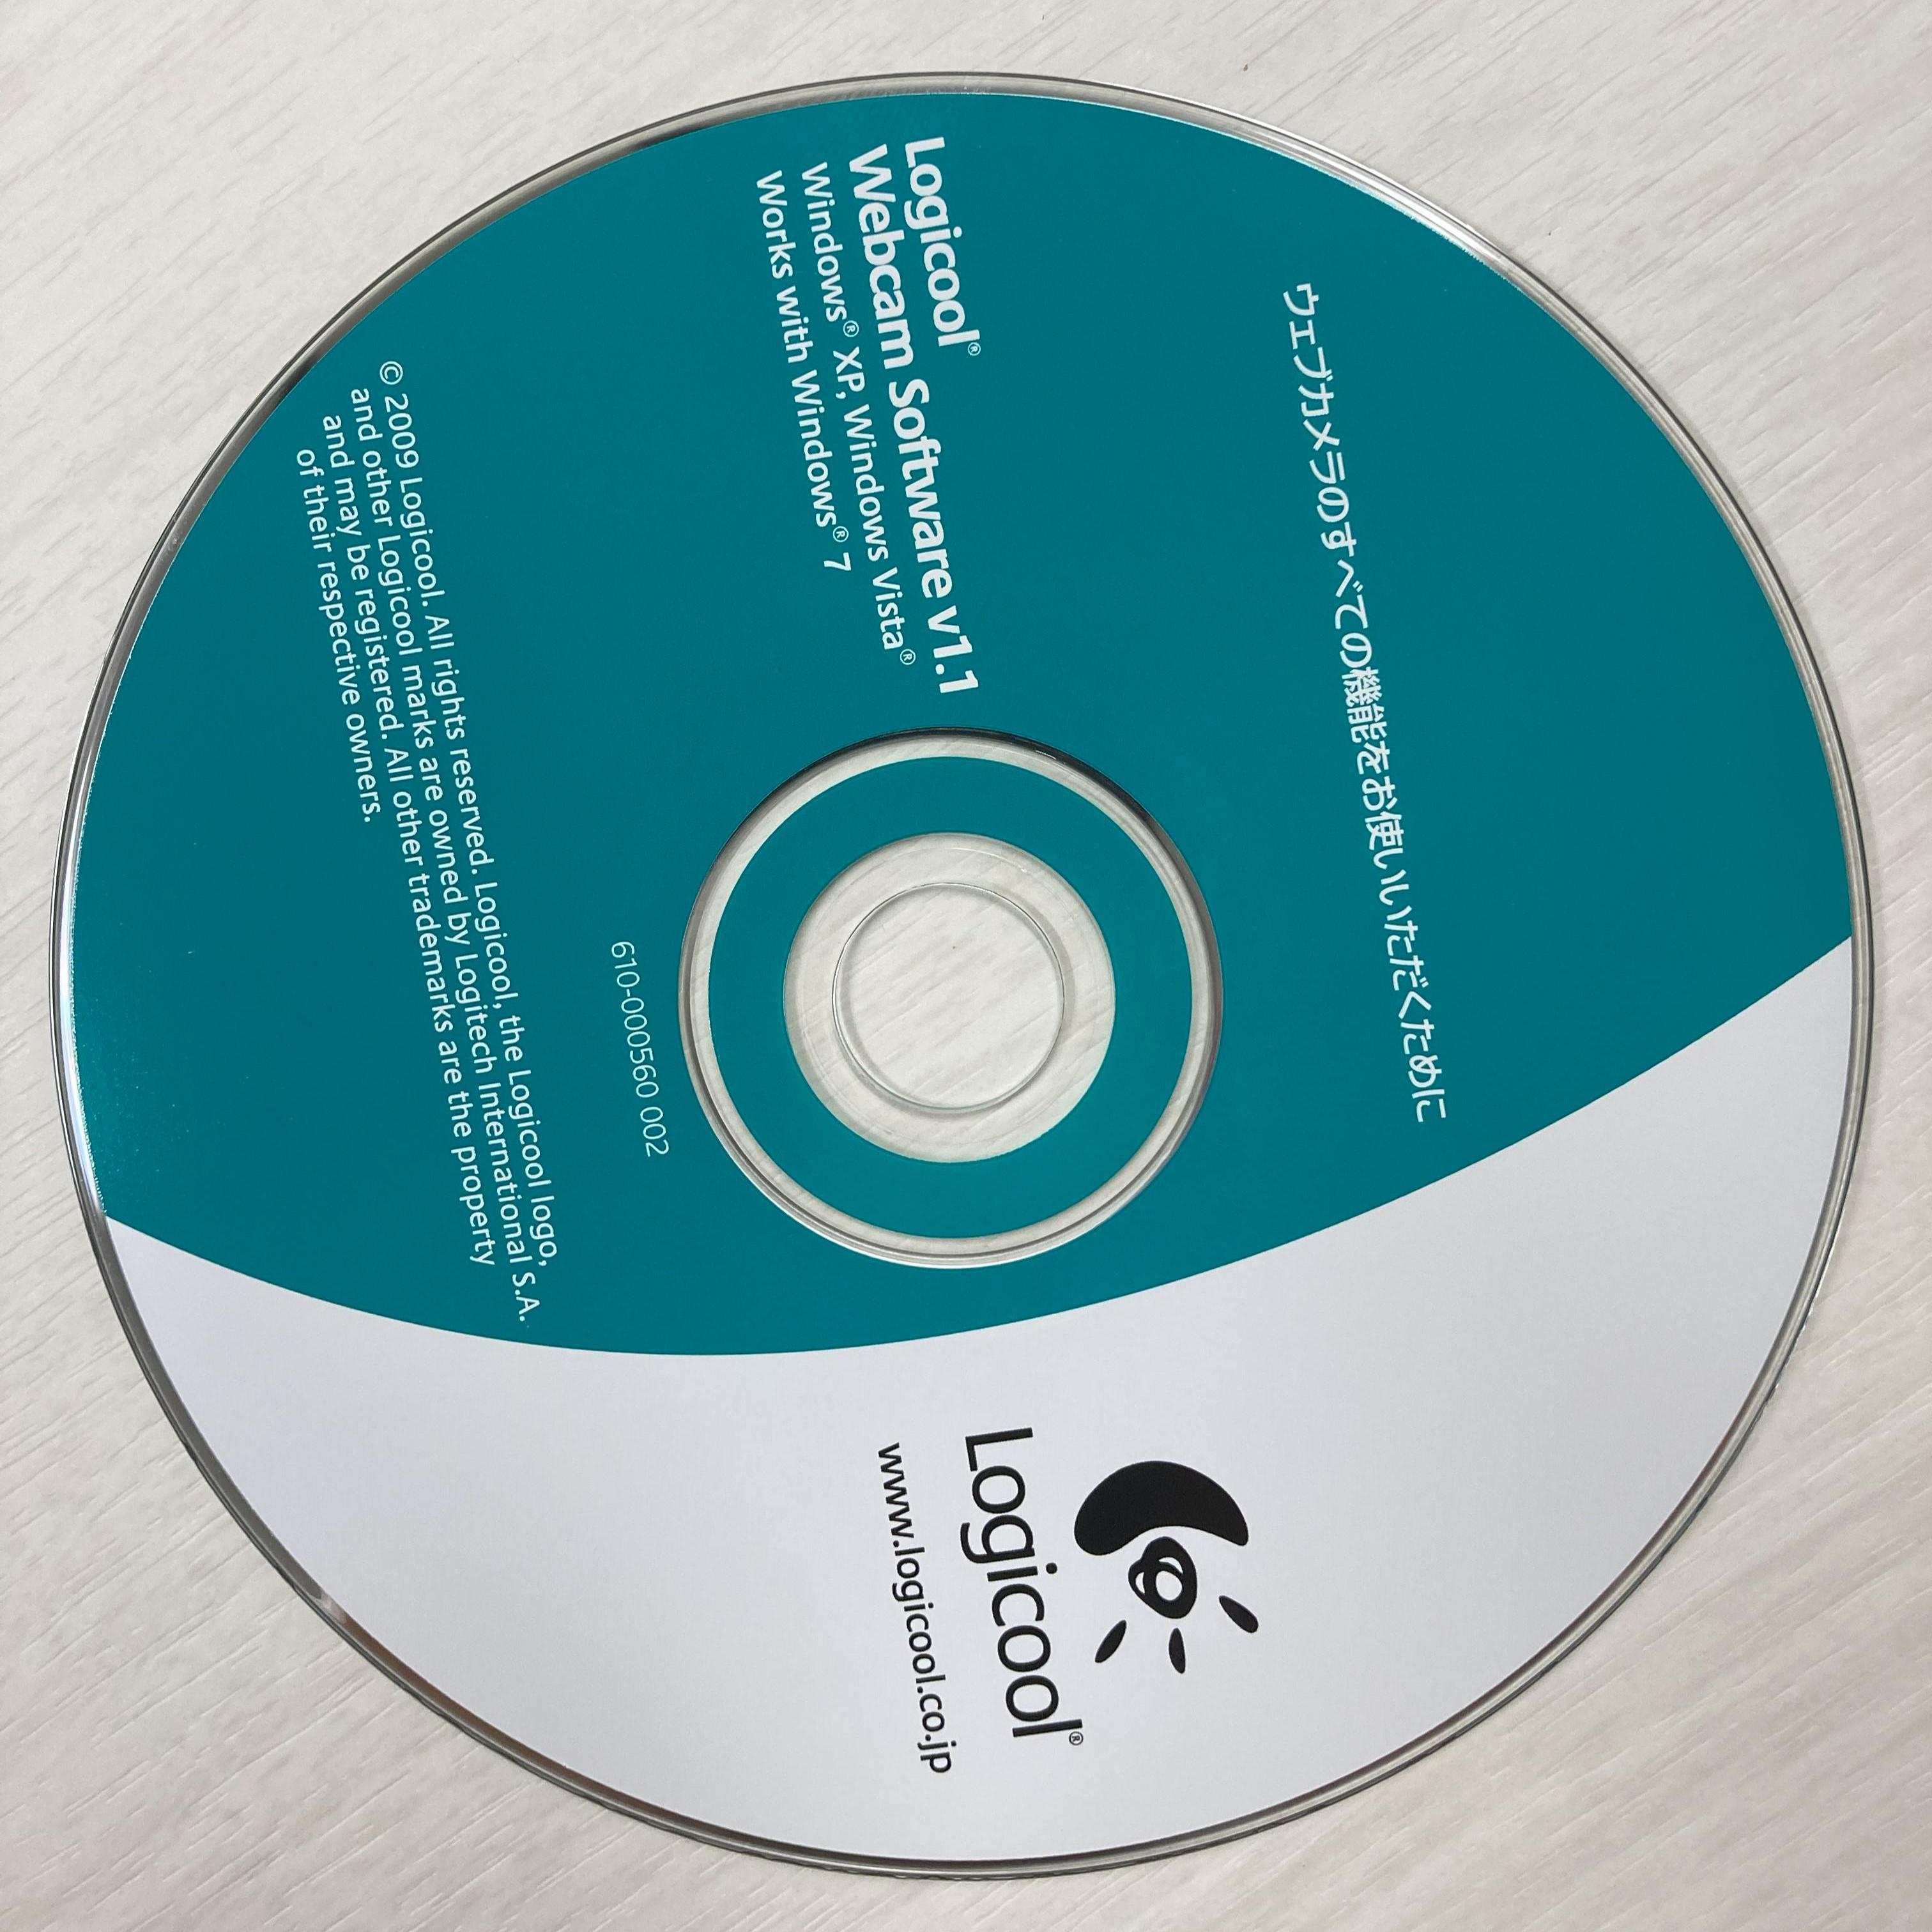 ウェブカメラのすべての機能をお使いいただくために
Logicool®
Webcam Software v1.1
Windows® XP, Windows Vista®
Works with Windows® 7
610-000560 002
© 2009 Logicool. All rights reserved. Logicool, the Logicool logo,
and other Logicool marks are owned by Logitech International S.A.
and may be registered. All other trademarks are the property
of their respective owners.
Logicool®
www.logicool.co.jp